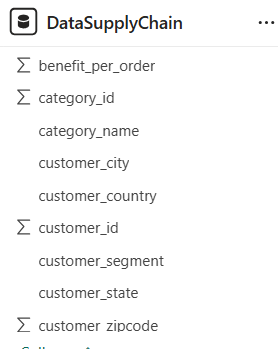 DataSupplyChain
∑ benefit_per_order
∑ category_id
category_name
customer_city
customer_country
∑ customer_id
customer_segment
customer_state
∑ customer_zipcode